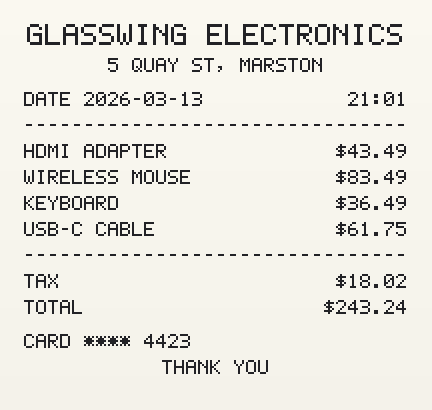 GLASSWING ELECTRONICS
5 QUAY ST, MARSTON
DATE 2026-03-13 21:01
--------------------------------
HDMI ADAPTER $43.49
WIRELESS MOUSE $83.49
KEYBOARD $36.49
USB-C CABLE $61.75
--------------------------------
TAX $18.02
TOTAL $243.24
CARD **** 4423
THANK YOU